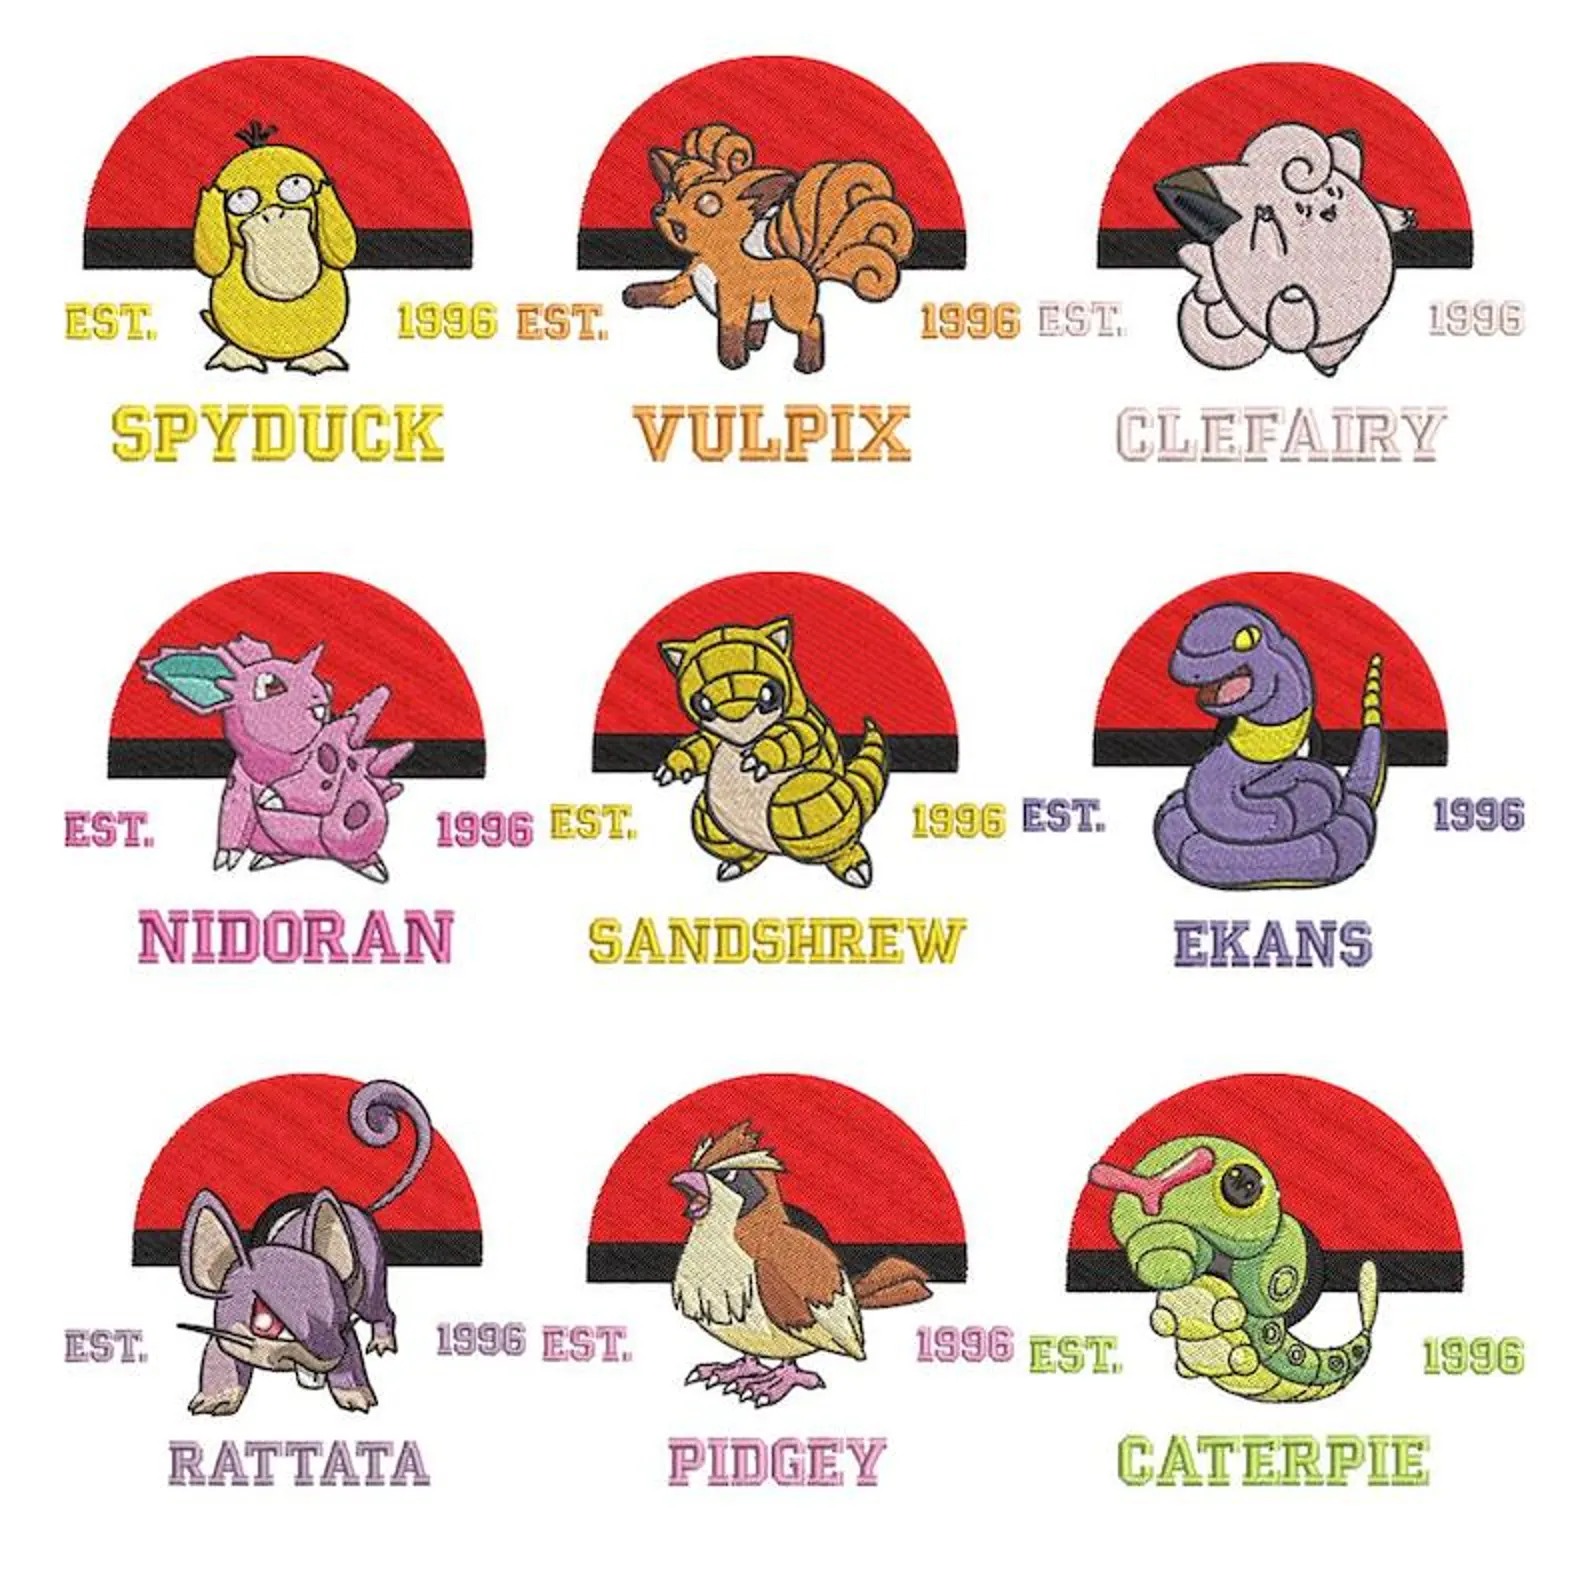 EST. 1996
SPYDUCK
EST. 1996
VULPIX
EST. 1996
CLEFAIRY
EST. 1996
NIDORAN
EST. 1996
SANDSHREW
EST. 1996
EKANS
EST. 1996
RATTATA
EST. 1996
PIDGEY
EST. 1996
CATERPIE